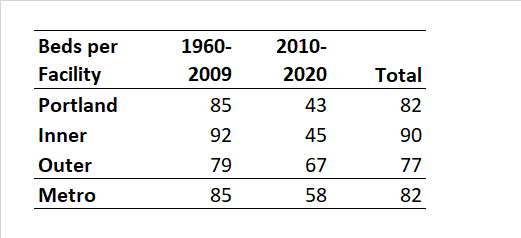 Beds per Facility 1960-2009 2010-2020 Total
Portland 85 43 82
Inner 92 45 90
Outer 79 67 77
Metro 85 58 82